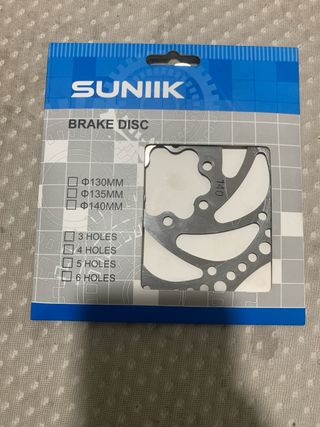 SUNIIK
BRAKE DISC
Φ130MM
Φ135MM
Φ140MM
3 HOLES
4 HOLES
5 HOLES
6 HOLES
140